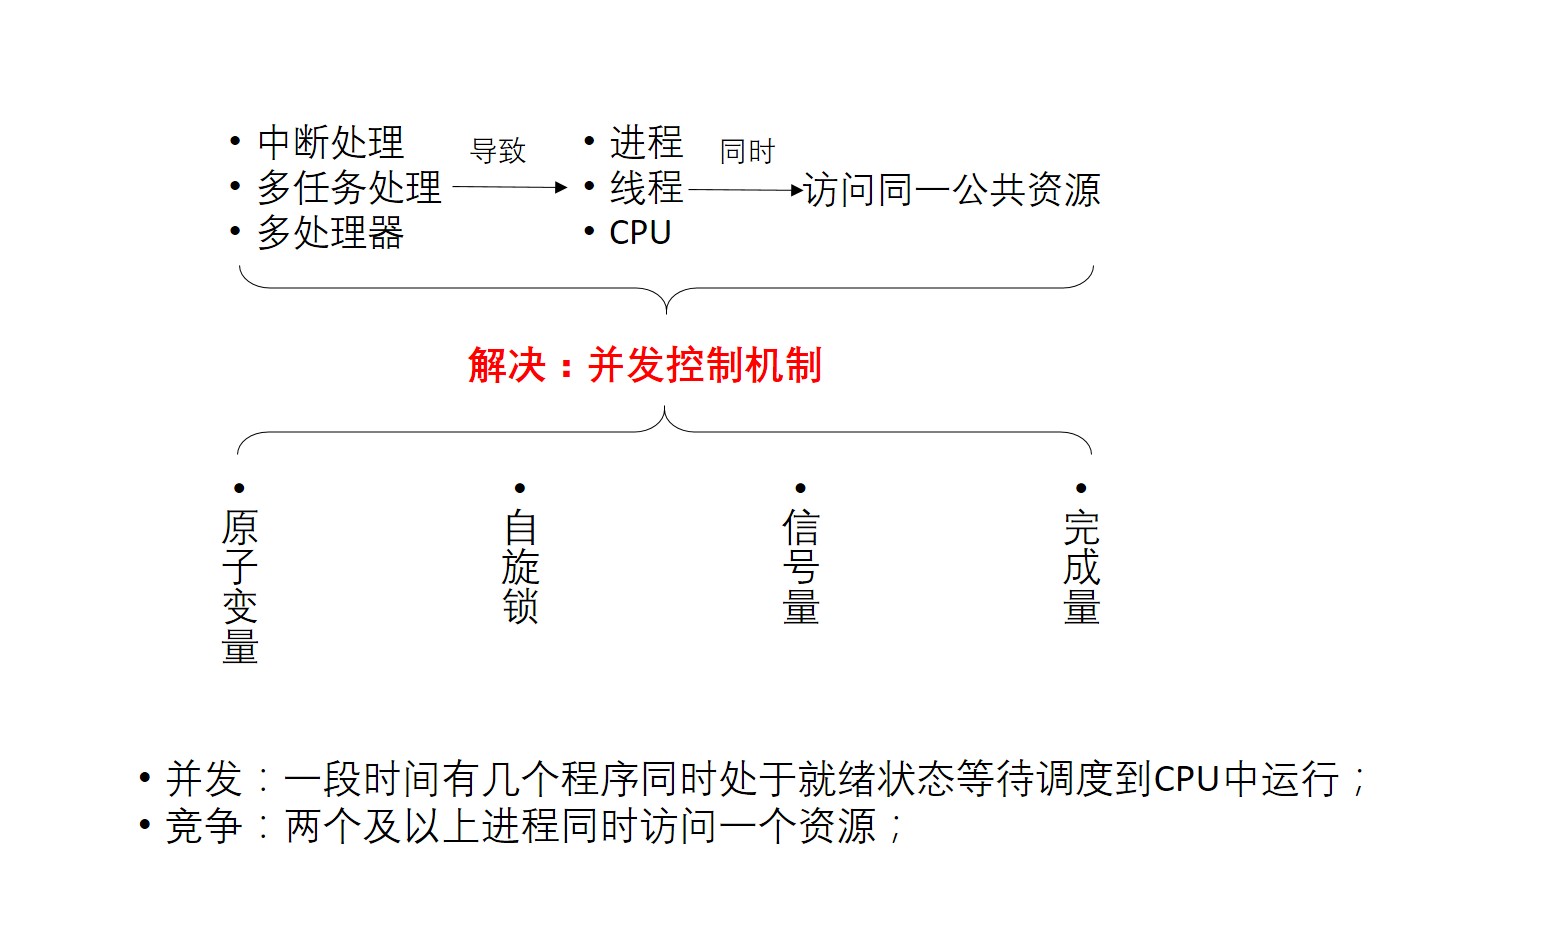 • 中断处理
• 多任务处理
• 多处理器
导致
• 进程
• 线程
• CPU
同时
访问同一公共资源
解决：并发控制机制
• 原子变量
• 自旋锁
• 信号量
• 完成量
• 并发：一段时间有几个程序同时处于就绪状态等待调度到CPU中运行；
• 竞争：两个及以上进程同时访问一个资源；